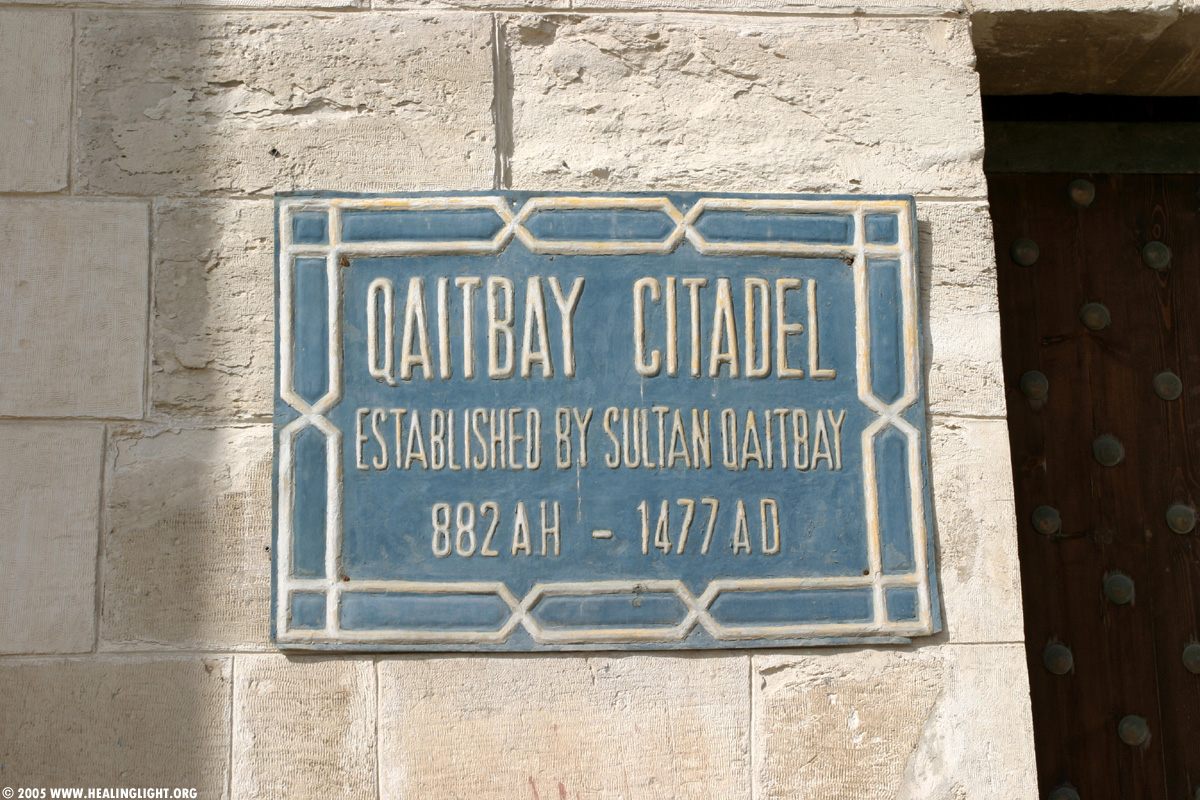 QAITBAY CITADEL
ESTABLISHED BY SULTAN QAITBAY
882 AH - 1477 AD
© 2005 WWW.HEALINGLIGHT.ORG